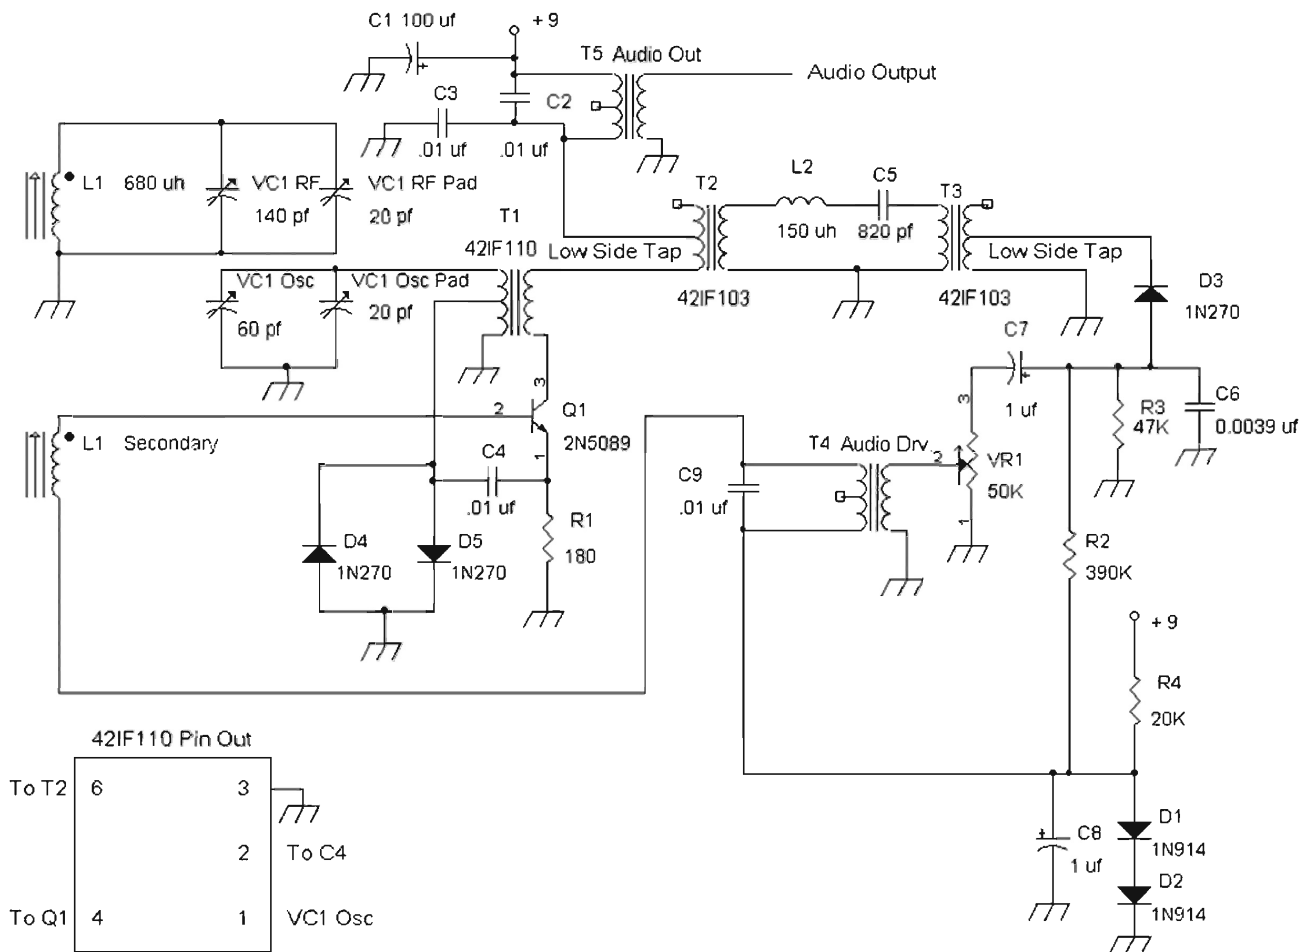 C1 100 uf
+ 9
T5 Audio Out
Audio Output
C3
C2
.01 uf
.01 uf
L1 680 uh
VC1 RF
140 pf
VC1 RF Pad
20 pf
T1
42IF110
T2
L2
C5
T3
150 uh
820 pf
Low Side Tap
Low Side Tap
42IF103
42IF103
VC1 Osc
60 pf
VC1 Osc Pad
20 pf
D3
1N270
C7
1 uf
3
Q1
2N5089
2
1
L1 Secondary
C4
.01 uf
R1
180
D4
1N270
D5
1N270
C9
.01 uf
T4 Audio Drv.
2
3
VR1
50K
1
R3
47K
C6
0.0039 uf
R2
390K
+ 9
R4
20K
C8
+
1 uf
D1
1N914
D2
1N914
42IF110 Pin Out
To T2 6 3
2 To C4
To Q1 4 1 VC1 Osc